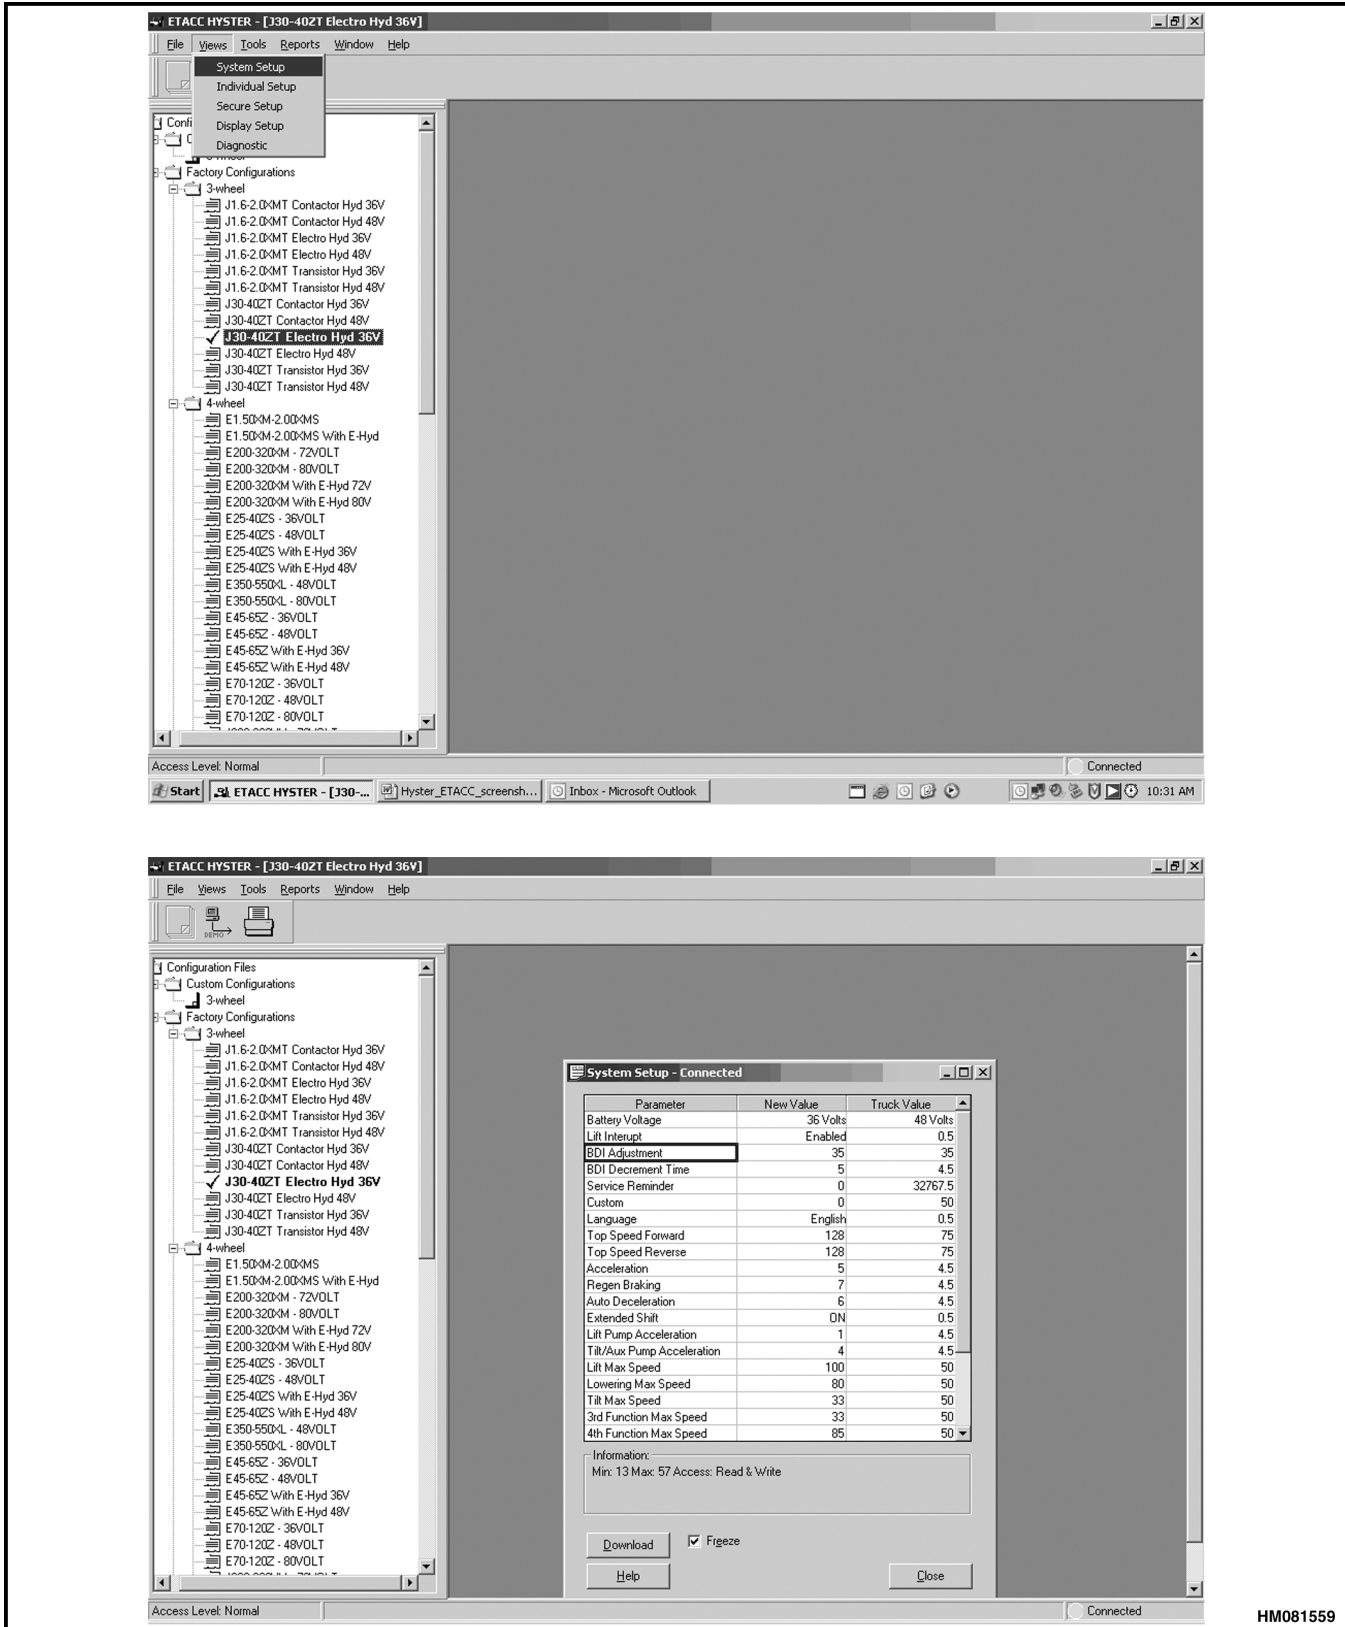 ETACC HYSTER - [J30-40ZT Electro Hyd 36V]
File Views Tools Reports Window Help
System Setup
Individual Setup
Secure Setup
Display Setup
Diagnostic
Confi
C
3-wheel
Factory Configurations
3-wheel
J1.6-2.0XMT Contactor Hyd 36V
J1.6-2.0XMT Contactor Hyd 48V
J1.6-2.0XMT Electro Hyd 36V
J1.6-2.0XMT Electro Hyd 48V
J1.6-2.0XMT Transistor Hyd 36V
J1.6-2.0XMT Transistor Hyd 48V
J30-40ZT Contactor Hyd 36V
J30-40ZT Contactor Hyd 48V
J30-40ZT Electro Hyd 36V
J30-40ZT Electro Hyd 48V
J30-40ZT Transistor Hyd 36V
J30-40ZT Transistor Hyd 48V
4-wheel
E1.50XM-2.00XMS
E1.50XM-2.00XMS With E-Hyd
E200-320XM - 72VOLT
E200-320XM - 80VOLT
E200-320XM With E-Hyd 72V
E200-320XM With E-Hyd 80V
E25-40ZS - 36VOLT
E25-40ZS - 48VOLT
E25-40ZS With E-Hyd 36V
E25-40ZS With E-Hyd 48V
E350-550XL - 48VOLT
E350-550XL - 80VOLT
E45-65Z - 36VOLT
E45-65Z - 48VOLT
E45-65Z With E-Hyd 36V
E45-65Z With E-Hyd 48V
E70-120Z - 36VOLT
E70-120Z - 48VOLT
E70-120Z - 80VOLT
Access Level: Normal Connected
Start ETACC HYSTER - [J30-... Hyster_ETACC_screensh... Inbox - Microsoft Outlook 10:31 AM
ETACC HYSTER - [J30-40ZT Electro Hyd 36V]
File Views Tools Reports Window Help
DEMO
Configuration Files
Custom Configurations
3-wheel
Factory Configurations
3-wheel
J1.6-2.0XMT Contactor Hyd 36V
J1.6-2.0XMT Contactor Hyd 48V
J1.6-2.0XMT Electro Hyd 36V
J1.6-2.0XMT Electro Hyd 48V
J1.6-2.0XMT Transistor Hyd 36V
J1.6-2.0XMT Transistor Hyd 48V
J30-40ZT Contactor Hyd 36V
J30-40ZT Contactor Hyd 48V
J30-40ZT Electro Hyd 36V
J30-40ZT Electro Hyd 48V
J30-40ZT Transistor Hyd 36V
J30-40ZT Transistor Hyd 48V
4-wheel
E1.50XM-2.00XMS
E1.50XM-2.00XMS With E-Hyd
E200-320XM - 72VOLT
E200-320XM - 80VOLT
E200-320XM With E-Hyd 72V
E200-320XM With E-Hyd 80V
E25-40ZS - 36VOLT
E25-40ZS - 48VOLT
E25-40ZS With E-Hyd 36V
E25-40ZS With E-Hyd 48V
E350-550XL - 48VOLT
E350-550XL - 80VOLT
E45-65Z - 36VOLT
E45-65Z - 48VOLT
E45-65Z With E-Hyd 36V
E45-65Z With E-Hyd 48V
E70-120Z - 36VOLT
E70-120Z - 48VOLT
E70-120Z - 80VOLT
System Setup - Connected
Parameter New Value Truck Value
Battery Voltage 36 Volts 48 Volts
Lift Interupt Enabled 0.5
BDI Adjustment 35 35
BDI Decrement Time 5 4.5
Service Reminder 0 32767.5
Custom 0 50
Language English 0.5
Top Speed Forward 128 75
Top Speed Reverse 128 75
Acceleration 5 4.5
Regen Braking 7 4.5
Auto Deceleration 6 4.5
Extended Shift ON 0.5
Lift Pump Acceleration 1 4.5
Tilt/Aux Pump Acceleration 4 4.5
Lift Max Speed 100 50
Lowering Max Speed 80 50
Tilt Max Speed 33 50
3rd Function Max Speed 33 50
4th Function Max Speed 85 50
Information:
Min: 13 Max: 57 Access: Read & Write
Download Freeze
Help Close
Access Level: Normal Connected
HM081559